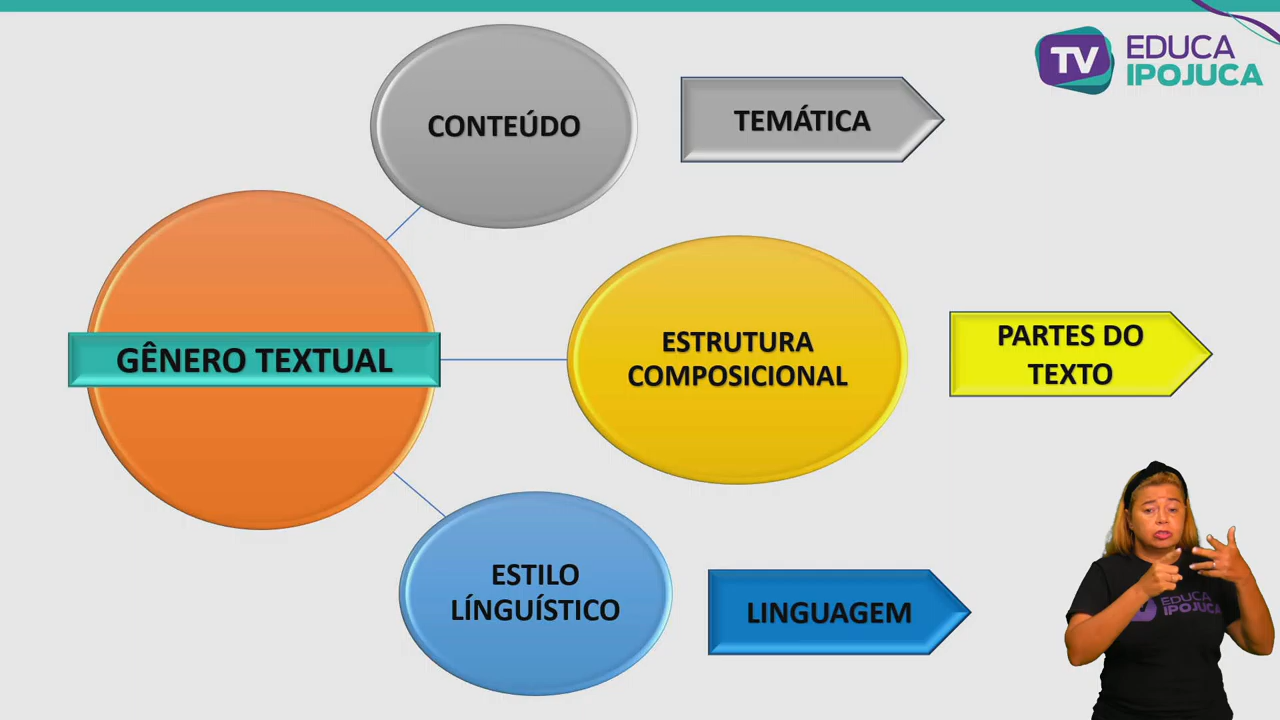 TV EDUCA
IPOJUCA
CONTEÚDO
TEMÁTICA
GÊNERO TEXTUAL
ESTRUTURA
COMPOSICIONAL
PARTES DO
TEXTO
ESTILO
LÍNGUÍSTICO
LINGUAGEM
EDUCA
IPOJUCA